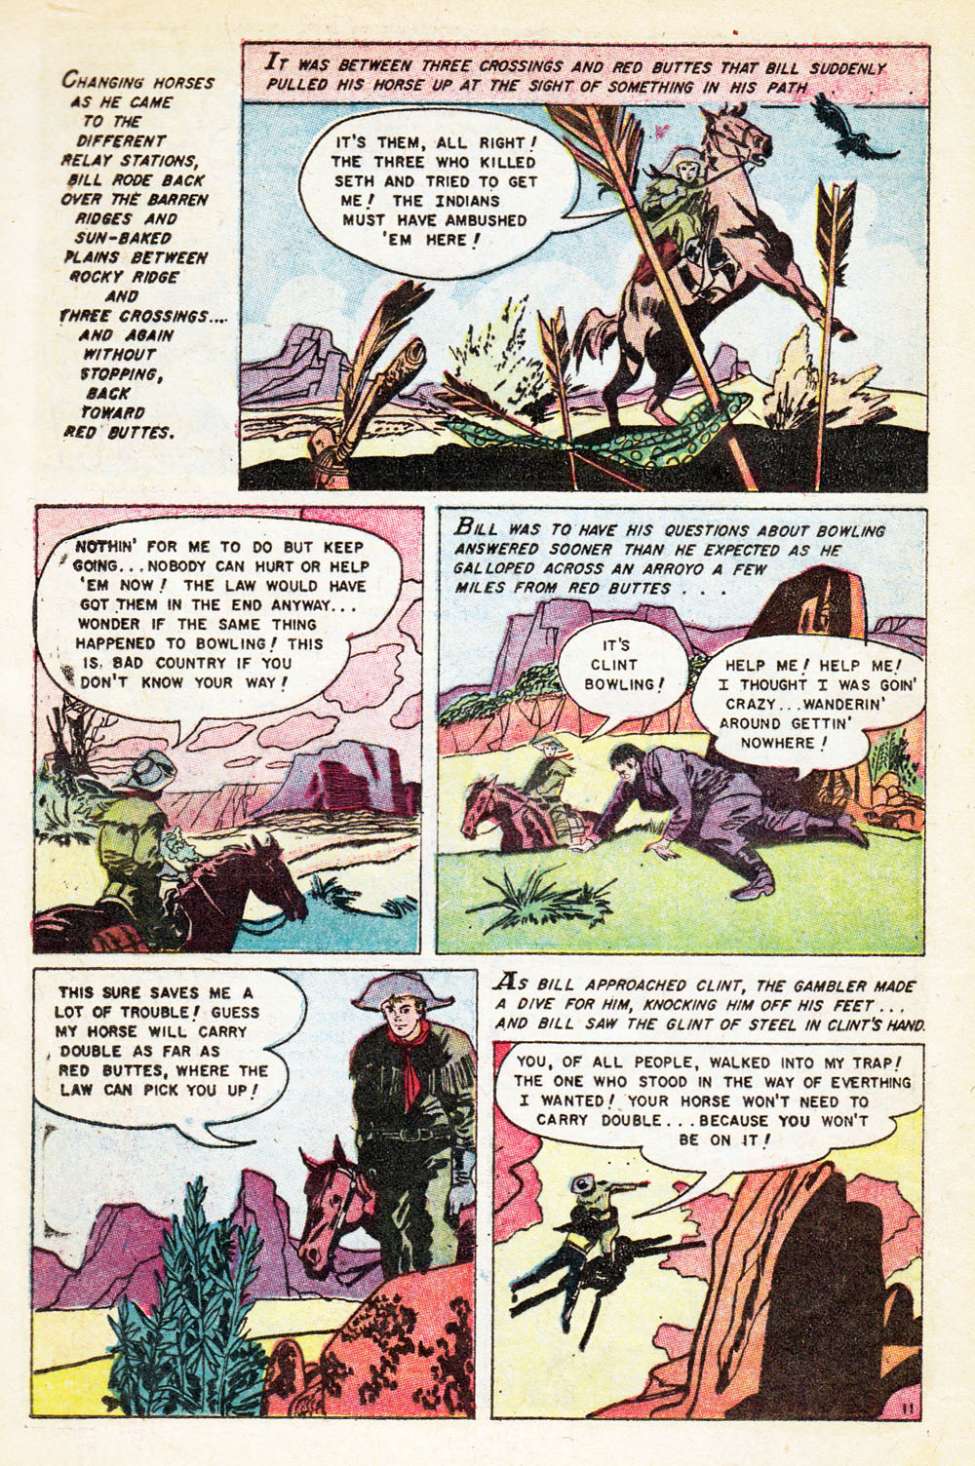 CHANGING HORSES
AS HE CAME
TO THE
DIFFERENT
RELAY STATIONS,
BILL RODE BACK
OVER THE BARREN
RIDGES AND
SUN-BAKED
PLAINS BETWEEN
ROCKY RIDGE
AND
THREE CROSSINGS...
AND AGAIN
WITHOUT
STOPPING,
BACK
TOWARD
RED BUTTES.
IT WAS BETWEEN THREE CROSSINGS AND RED BUTTES THAT BILL SUDDENLY
PULLED HIS HORSE UP AT THE SIGHT OF SOMETHING IN HIS PATH . . .
IT'S THEM, ALL RIGHT!
THE THREE WHO KILLED
SETH AND TRIED TO GET
ME! THE INDIANS
MUST HAVE AMBUSHED
'EM HERE!
NOTHIN' FOR ME TO DO BUT KEEP
GOING...NOBODY CAN HURT OR HELP
'EM NOW! THE LAW WOULD HAVE
GOT THEM IN THE END ANYWAY...
WONDER IF THE SAME THING
HAPPENED TO BOWLING! THIS
IS BAD COUNTRY IF YOU
DON'T KNOW YOUR WAY!
BILL WAS TO HAVE HIS QUESTIONS ABOUT BOWLING
ANSWERED SOONER THAN HE EXPECTED AS HE
GALLOPED ACROSS AN ARROYO A FEW
MILES FROM RED BUTTES . . .
IT'S
CLINT
BOWLING!
HELP ME! HELP ME!
I THOUGHT I WAS GOIN'
CRAZY...WANDERIN'
AROUND GETTIN'
NOWHERE!
THIS SURE SAVES ME A
LOT OF TROUBLE! GUESS
MY HORSE WILL CARRY
DOUBLE AS FAR AS
RED BUTTES, WHERE THE
LAW CAN PICK YOU UP!
AS BILL APPROACHED CLINT, THE GAMBLER MADE
A DIVE FOR HIM, KNOCKING HIM OFF HIS FEET...
AND BILL SAW THE GLINT OF STEEL IN CLINT'S HAND.
YOU, OF ALL PEOPLE, WALKED INTO MY TRAP!
THE ONE WHO STOOD IN THE WAY OF EVERTHING
I WANTED! YOUR HORSE WON'T NEED TO
CARRY DOUBLE...BECAUSE YOU WON'T
BE ON IT!
11